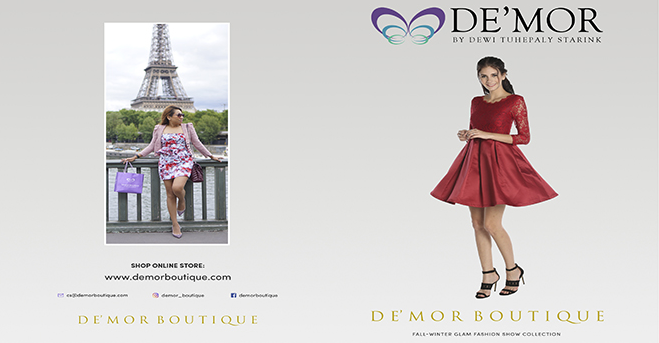 SHOP ONLINE STORE:
www.demorboutique.com
cs@demorboutique.com demor_boutique demorboutique
DE'MOR BOUTIQUE
DE'MOR
BY DEWI TUHEPALY STARINK
DE'MOR BOUTIQUE
FALL-WINTER GLAM FASHION SHOW COLLECTION